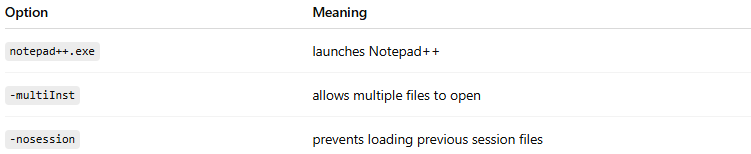 Option Meaning
notepad++.exe launches Notepad++
-multiInst allows multiple files to open
-nosession prevents loading previous session files